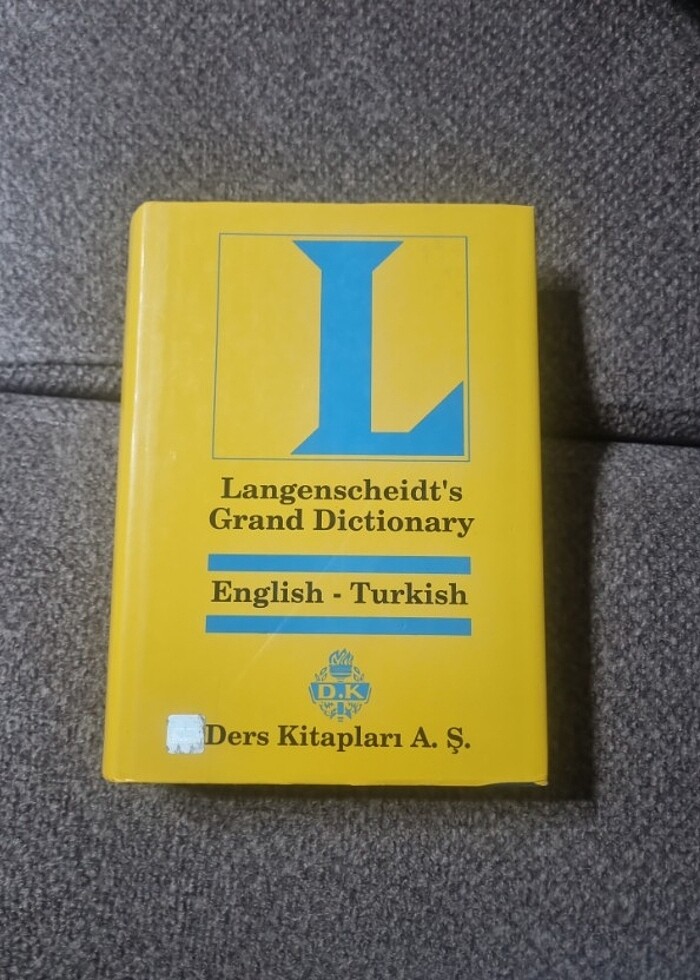 L
Langenscheidt's
Grand Dictionary
English - Turkish
D.K
Ders Kitapları A. Ş.